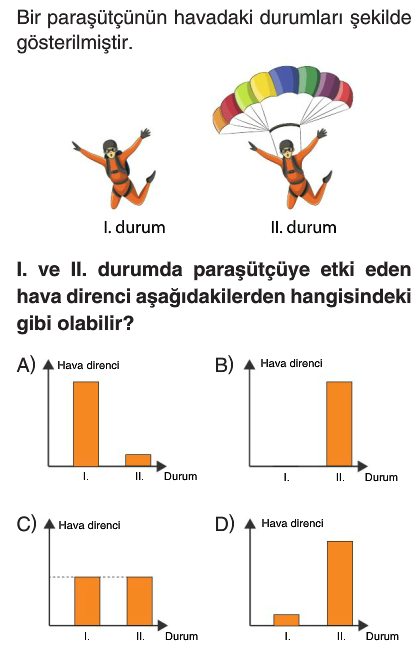 Bir paraşütçünün havadaki durumları şekilde
gösterilmiştir.
I. durum
II. durum
I. ve II. durumda paraşütçüye etki eden
hava direnci aşağıdakilerden hangisindeki
gibi olabilir?
A)
Hava direnci
I.
II.
Durum
B)
Hava direnci
I.
II.
Durum
C)
Hava direnci
I.
II.
Durum
D)
Hava direnci
I.
II.
Durum